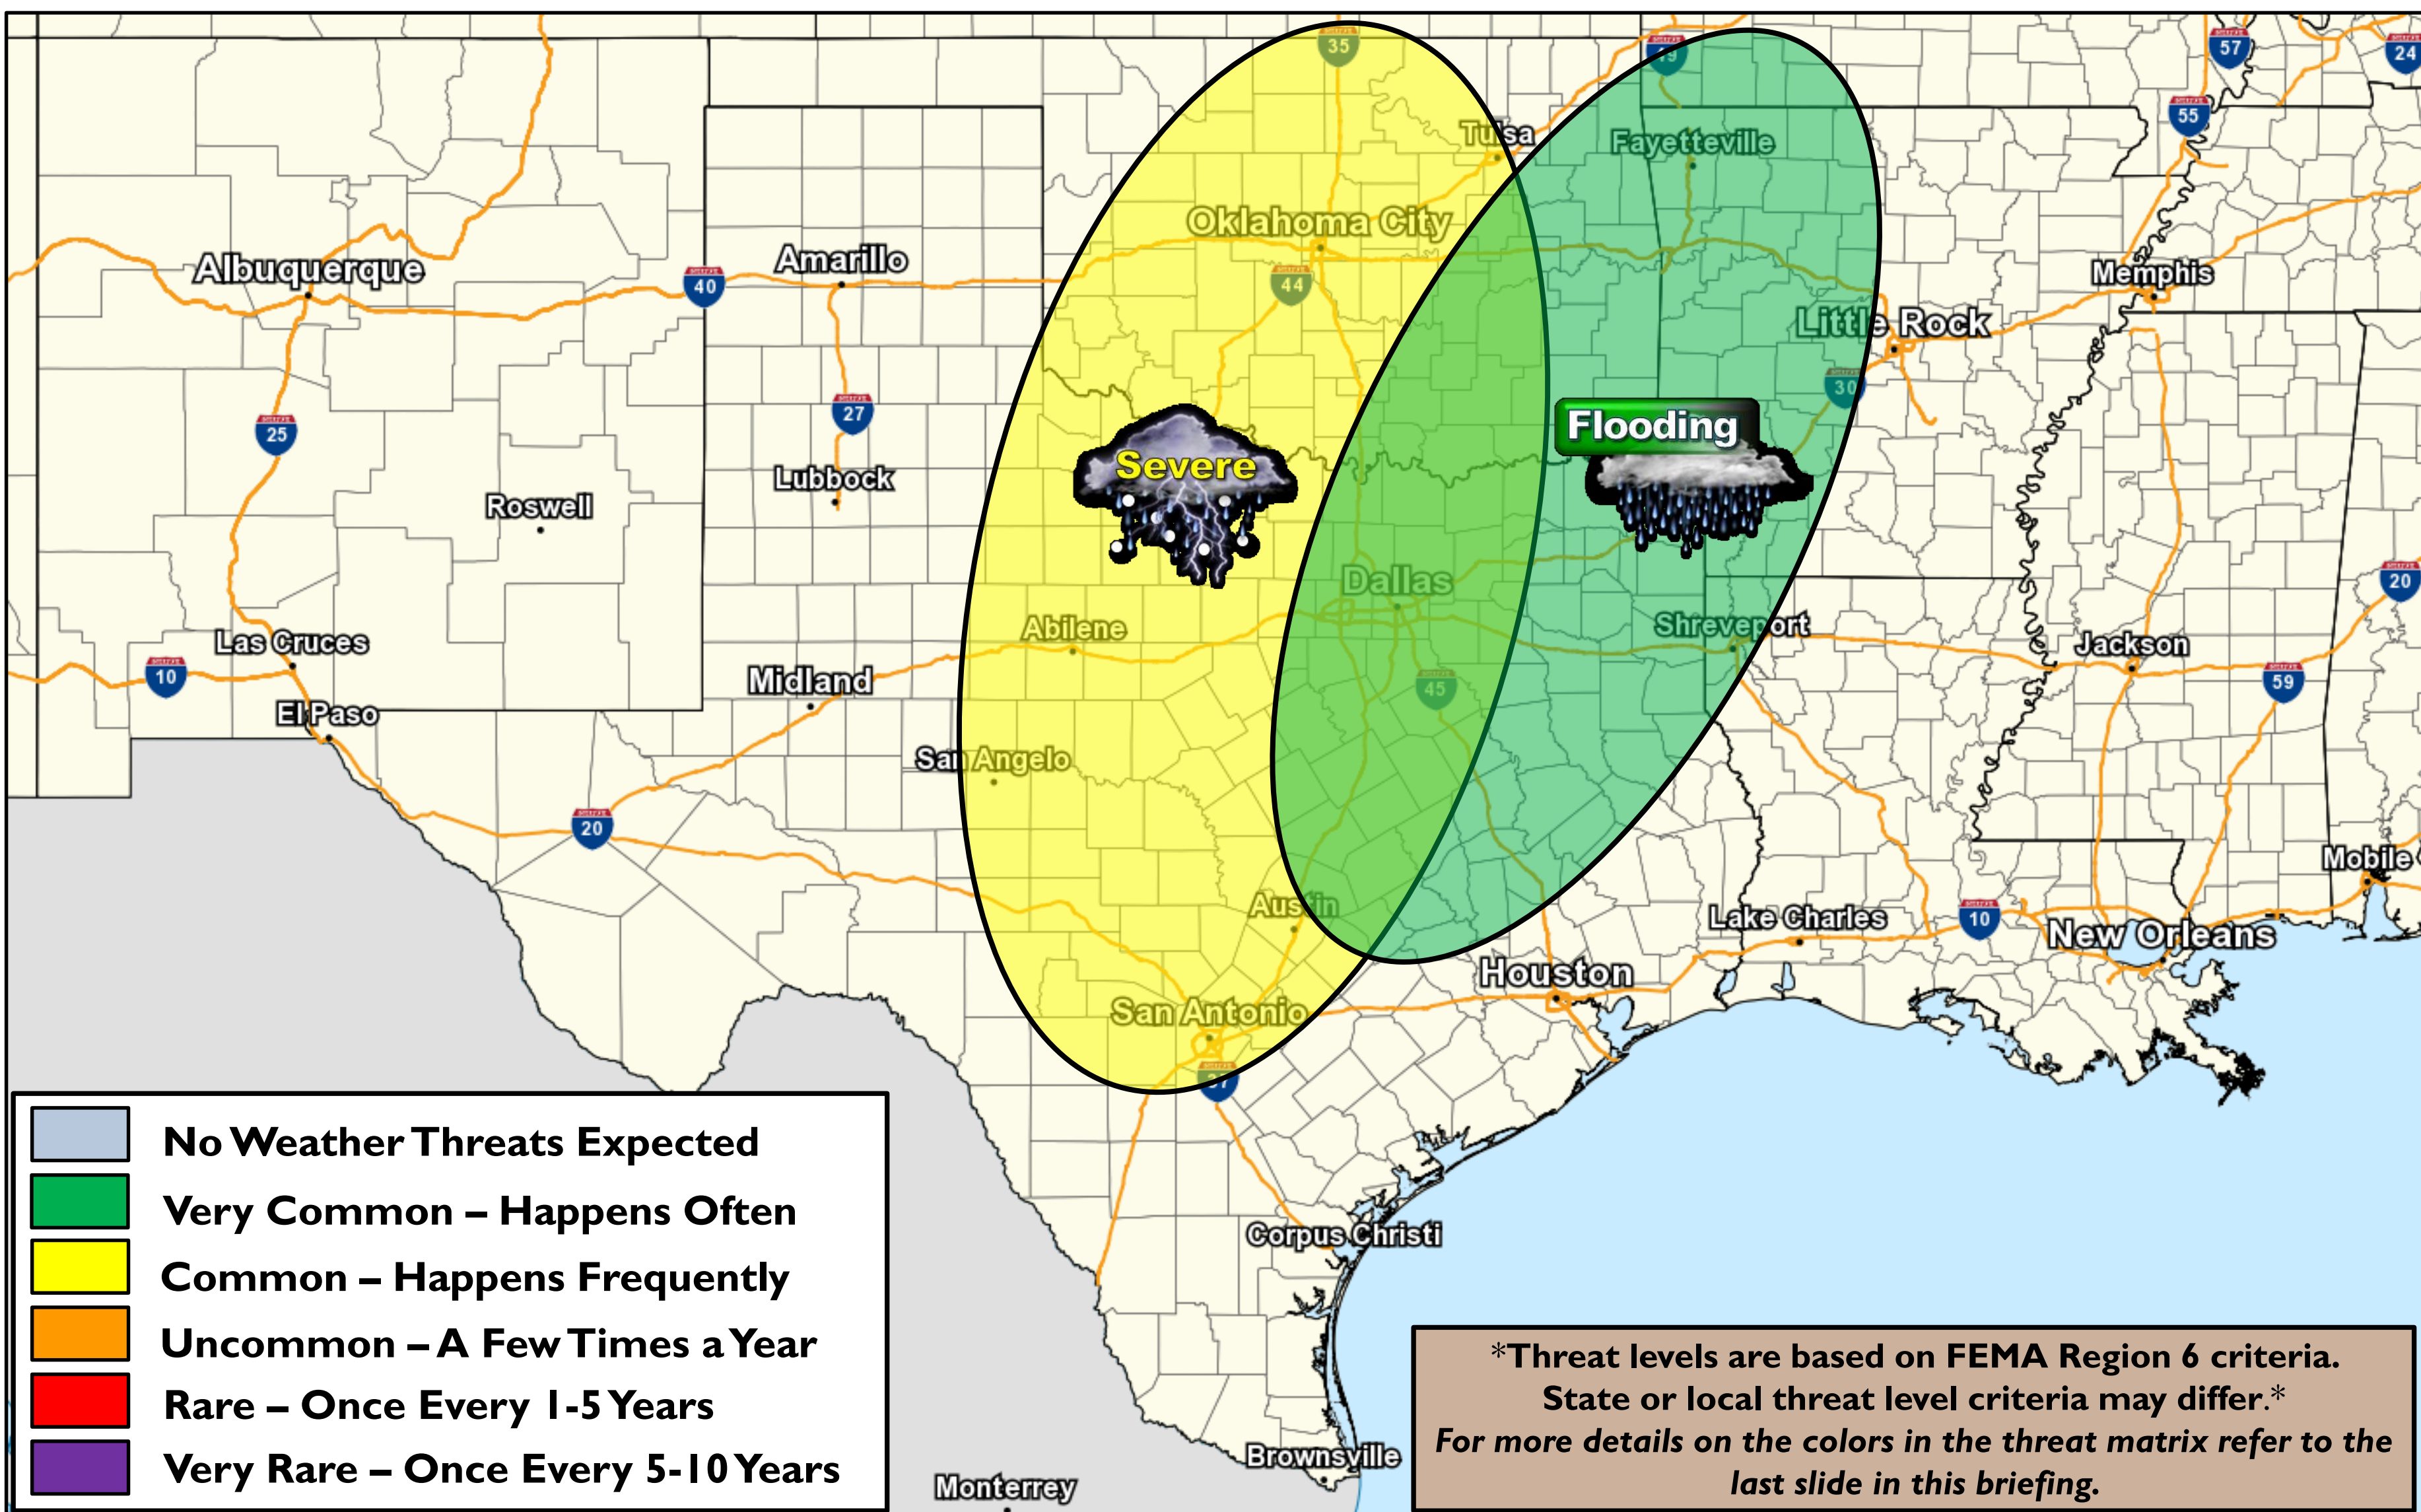 35
49
57
24
55
Tulsa
Fayetteville
Oklahoma City
Albuquerque
Amarillo
40
44
Memphis
Little Rock
30
27
25
Flooding
Severe
Lubbock
Roswell
Dallas
20
Abilene
Shreveport
Las Cruces
Jackson
10
Midland
45
59
El Paso
San Angelo
20
Mobile
Austin
Lake Charles
10
New Orleans
Houston
San Antonio
37
Corpus Christi
Brownsville
Monterrey
No Weather Threats Expected
Very Common – Happens Often
Common – Happens Frequently
Uncommon – A Few Times a Year
Rare – Once Every 1-5 Years
Very Rare – Once Every 5-10 Years
*Threat levels are based on FEMA Region 6 criteria.
State or local threat level criteria may differ.*
For more details on the colors in the threat matrix refer to the
last slide in this briefing.